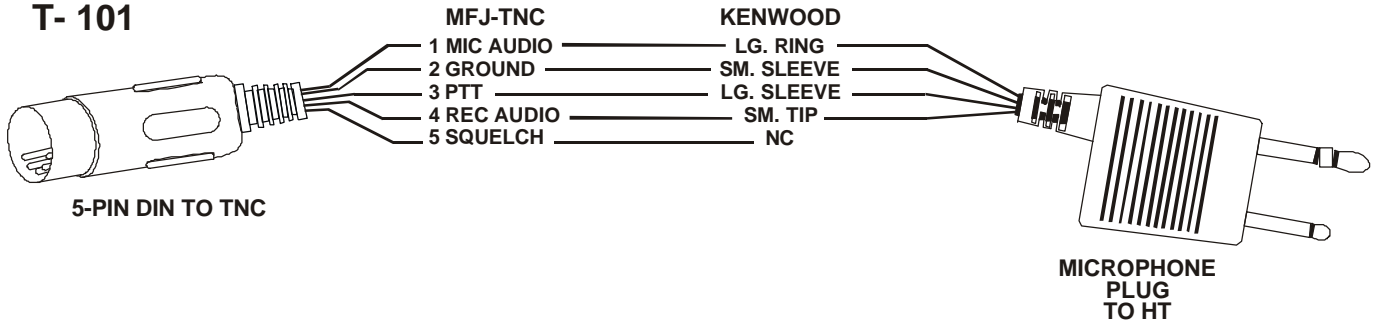 T- 101
MFJ-TNC KENWOOD
1 MIC AUDIO LG. RING
2 GROUND SM. SLEEVE
3 PTT LG. SLEEVE
4 REC AUDIO SM. TIP
5 SQUELCH NC
5-PIN DIN TO TNC
MICROPHONE
PLUG
TO HT